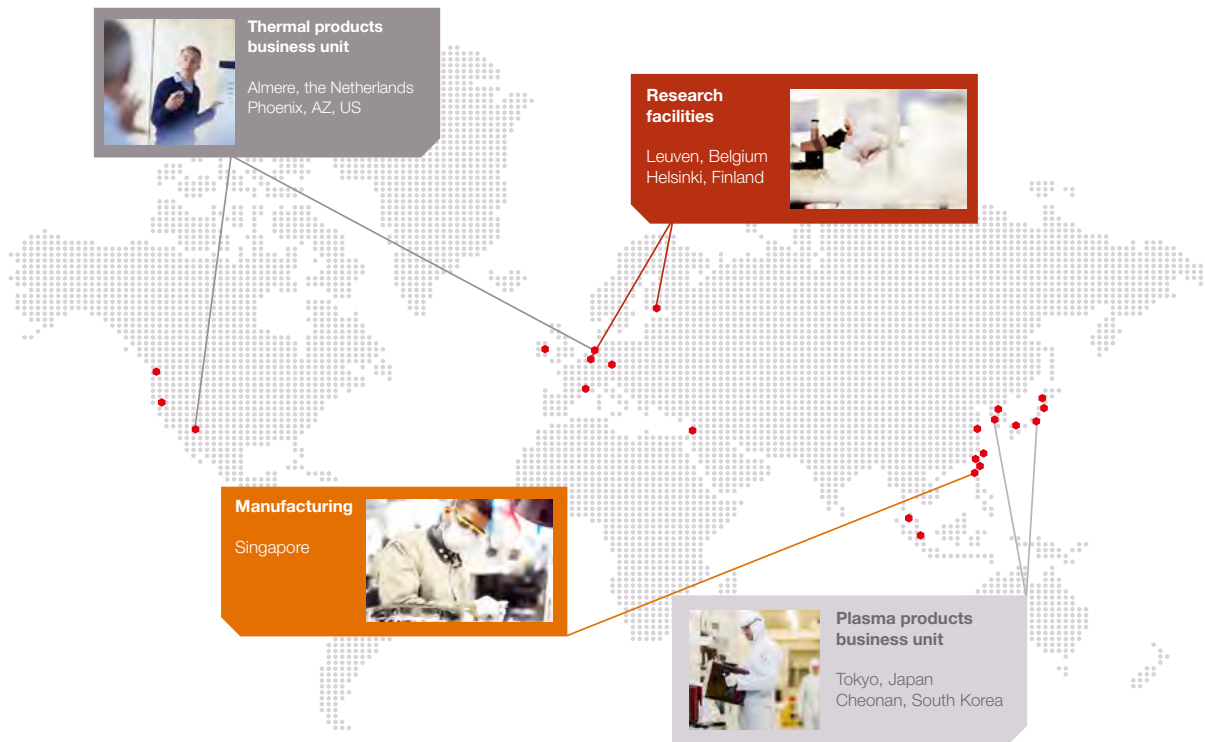 Thermal products
business unit
Almere, the Netherlands
Phoenix, AZ, US
Research
facilities
Leuven, Belgium
Helsinki, Finland
Manufacturing
Singapore
Plasma products
business unit
Tokyo, Japan
Cheonan, South Korea